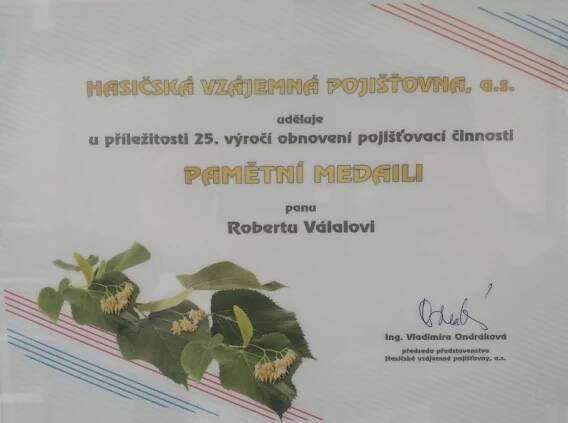 HASIČSKÁ VZÁJEMNÁ POJIŠŤOVNA, a.s.
uděluje
u příležitosti 25. výročí obnovení pojišťovací činnosti
PAMĚTNÍ MEDAILI
panu
Robertu Válalovi
Ing. Vladimíra Ondráková
předseda představenstva
Hasičské vzájemné pojišťovny, a.s.